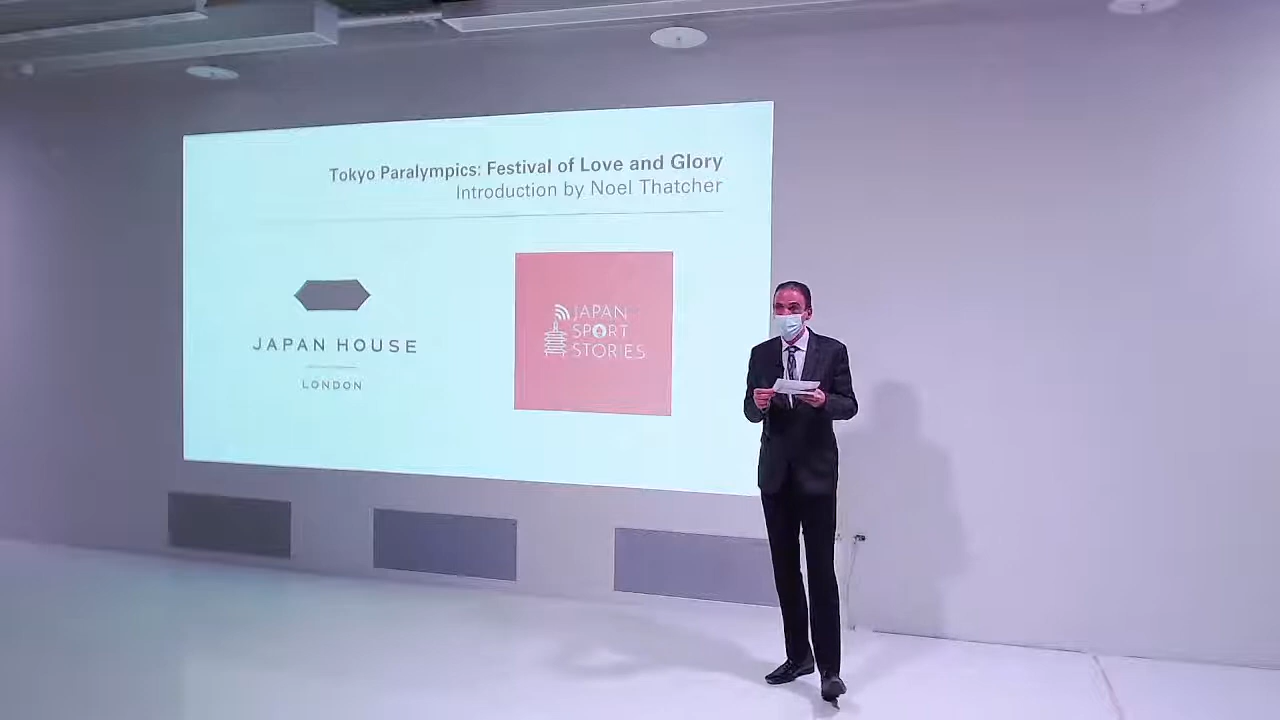 Tokyo Paralympics: Festival of Love and Glory
Introduction by Noel Thatcher
JAPAN HOUSE
LONDON
JAPAN
SPORT
STORIES